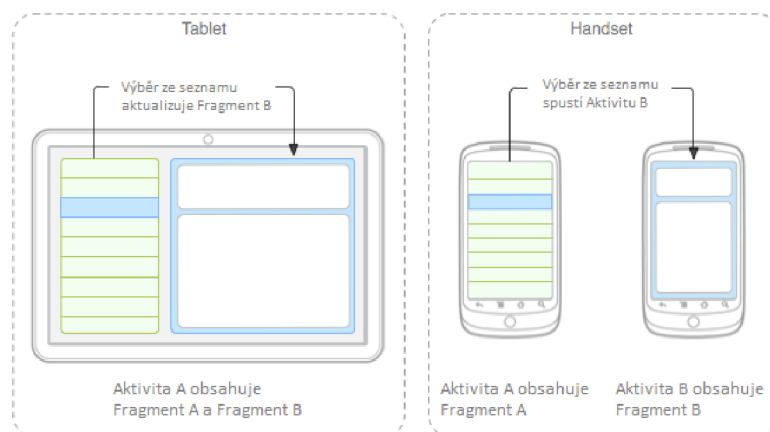 Tablet
Výběr ze seznamu
aktualizuje Fragment B
Aktivita A obsahuje
Fragment A a Fragment B
Handset
Výběr ze seznamu
spustí Aktivitu B
Aktivita A obsahuje
Fragment A
Aktivita B obsahuje
Fragment B